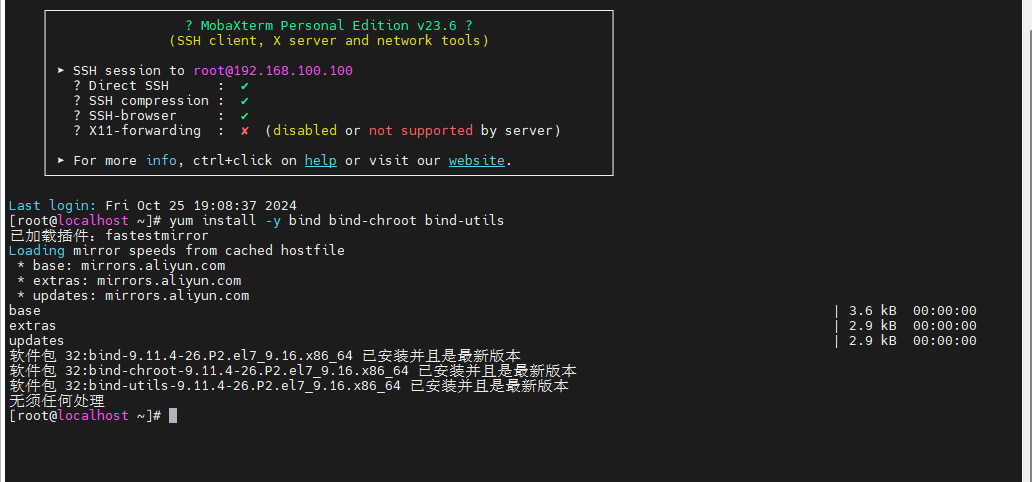 ? MobaXterm Personal Edition v23.6 ?
(SSH client, X server and network tools)
➤ SSH session to root@192.168.100.100
? Direct SSH      :  ✔
? SSH compression :  ✔
? SSH-browser     :  ✔
? X11-forwarding  :  ✘  (disabled or not supported by server)
➤ For more info, ctrl+click on help or visit our website.
Last login: Fri Oct 25 19:08:37 2024
[root@localhost ~]# yum install -y bind bind-chroot bind-utils
已加载插件：fastestmirror
Loading mirror speeds from cached hostfile
 * base: mirrors.aliyun.com
 * extras: mirrors.aliyun.com
 * updates: mirrors.aliyun.com
base | 3.6 kB  00:00:00
extras | 2.9 kB  00:00:00
updates | 2.9 kB  00:00:00
软件包 32:bind-9.11.4-26.P2.el7_9.16.x86_64 已安装并且是最新版本
软件包 32:bind-chroot-9.11.4-26.P2.el7_9.16.x86_64 已安装并且是最新版本
软件包 32:bind-utils-9.11.4-26.P2.el7_9.16.x86_64 已安装并且是最新版本
无须任何处理
[root@localhost ~]#